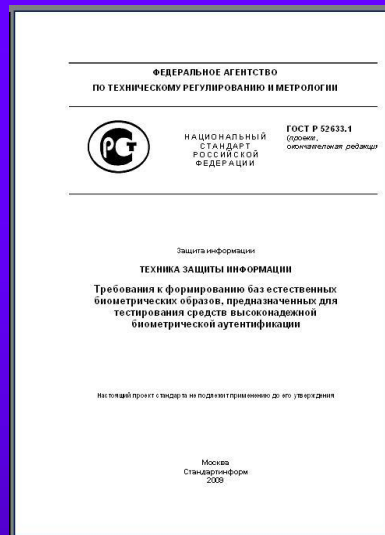 ФЕДЕРАЛЬНОЕ АГЕНТСТВО
ПО ТЕХНИЧЕСКОМУ РЕГУЛИРОВАНИЮ И МЕТРОЛОГИИ
РСТ
НАЦИОНАЛЬНЫЙ
СТАНДАРТ
РОССИЙСКОЙ
ФЕДЕРАЦИИ
ГОСТ Р 52633.1
(проект,
окончательная редакция
Защита информации
ТЕХНИКА ЗАЩИТЫ ИНФОРМАЦИИ
Требования к формированию баз естественных
биометрических образов, предназначенных для
тестирования средств высоконадежной
биометрической аутентификации
Настоящий проект стандарта не подлежит применению до его утверждения
Москва
Стандартинформ
2009